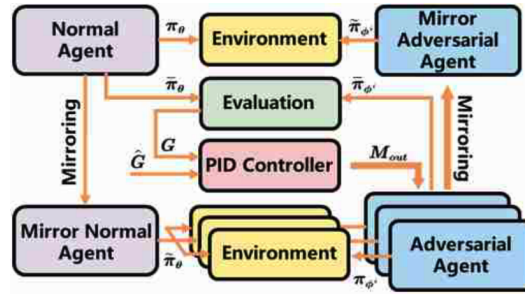 Normal
Agent
π_θ
Environment
π̃_ϕ'
Mirror
Adversarial
Agent
π̄_θ
Evaluation
π̄_ϕ'
Mirroring
G
Ĝ
PID Controller
M_out
Mirroring
Mirror Normal
Agent
π̃_θ
Environment
π_ϕ'
Adversarial
Agent